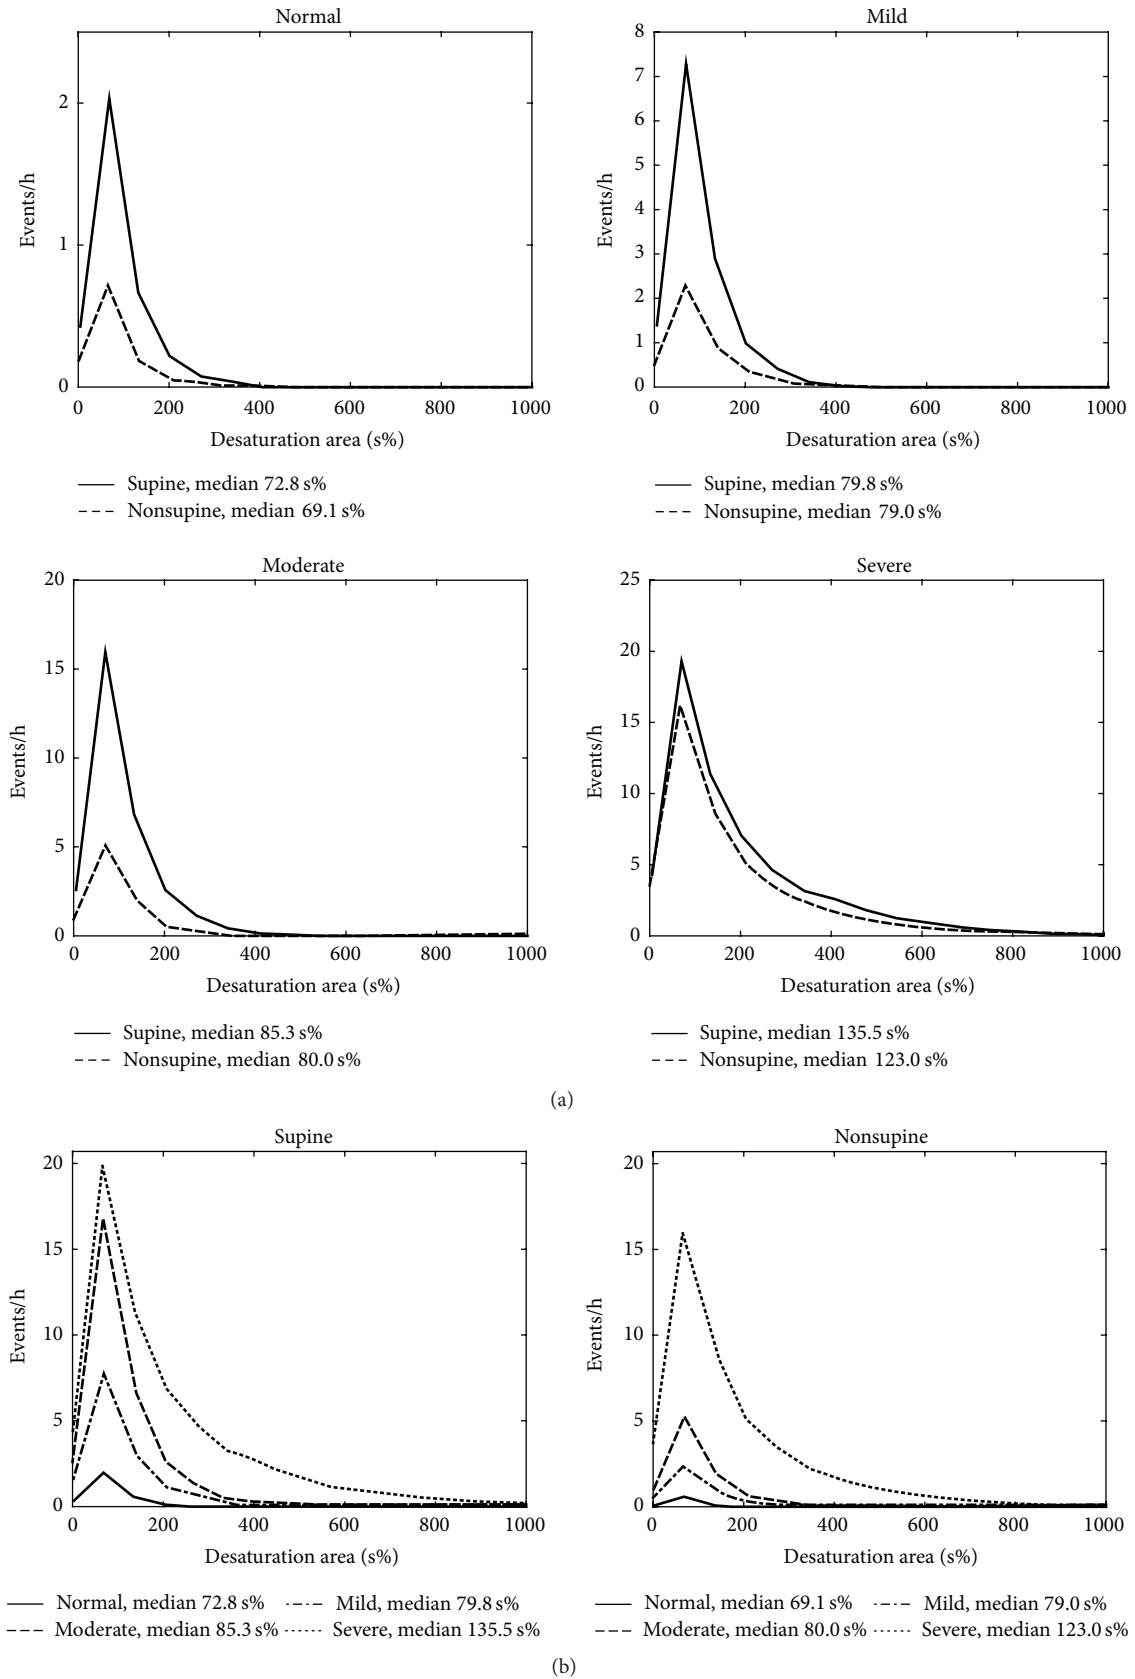 Normal
Mild
Events/h
2
1
0
0 200 400 600 800 1000
Desaturation area (s%)
Supine, median 72.8 s%
Nonsupine, median 69.1 s%
Events/h
8
7
6
5
4
3
2
1
0
0 200 400 600 800 1000
Desaturation area (s%)
Supine, median 79.8 s%
Nonsupine, median 79.0 s%
Moderate
Events/h
20
15
10
5
0
0 200 400 600 800 1000
Desaturation area (s%)
Supine, median 85.3 s%
Nonsupine, median 80.0 s%
Severe
Events/h
25
20
15
10
5
0
0 200 400 600 800 1000
Desaturation area (s%)
Supine, median 135.5 s%
Nonsupine, median 123.0 s%
(a)
Supine
Events/h
20
15
10
5
0
0 200 400 600 800 1000
Desaturation area (s%)
Normal, median 72.8 s% Mild, median 79.8 s%
Moderate, median 85.3 s% Severe, median 135.5 s%
Nonsupine
Events/h
20
15
10
5
0
0 200 400 600 800 1000
Desaturation area (s%)
Normal, median 69.1 s% Mild, median 79.0 s%
Moderate, median 80.0 s% Severe, median 123.0 s%
(b)